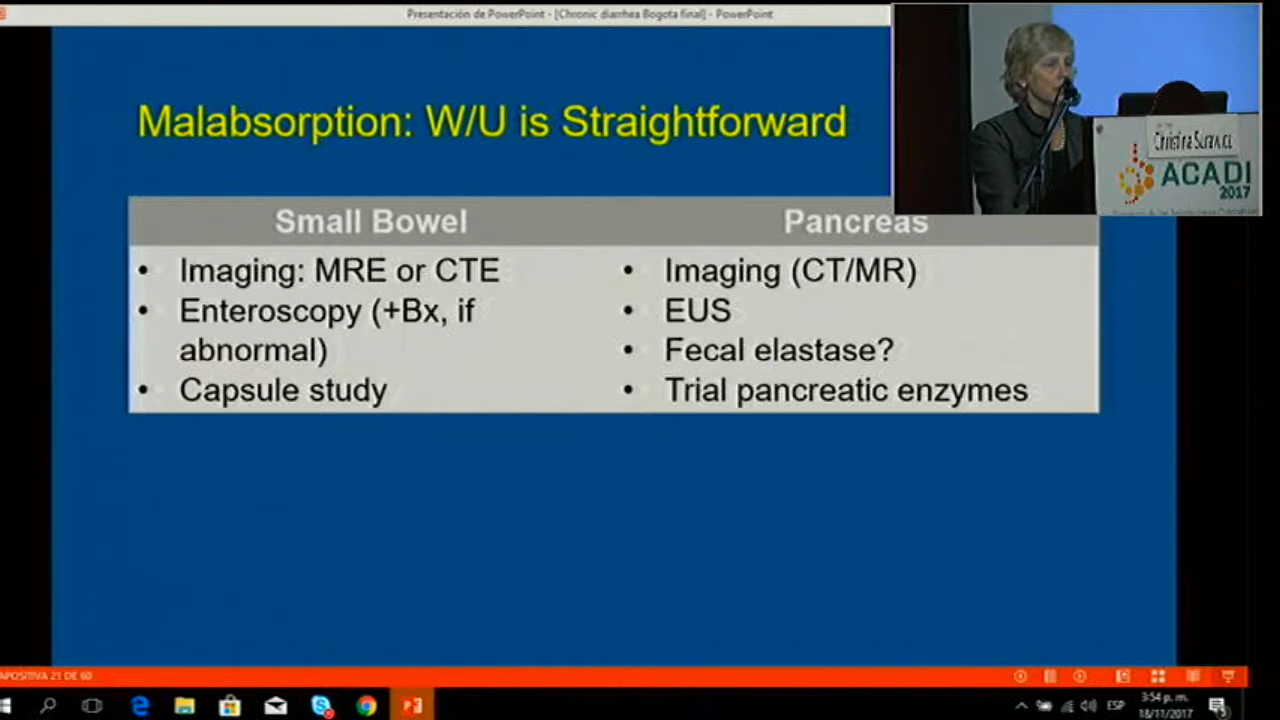 Presentación de PowerPoint - [Chronic diarrhea Bogota final] - PowerPoint
Malabsorption: W/U is Straightforward
Small Bowel
• Imaging: MRE or CTE
• Enteroscopy (+Bx, if
abnormal)
• Capsule study
Pancreas
• Imaging (CT/MR)
• EUS
• Fecal elastase?
• Trial pancreatic enzymes
Christina
ACADI
2017
APOSITIVA 21 DE 60
ESP
3:54 p. m.
18/11/2017